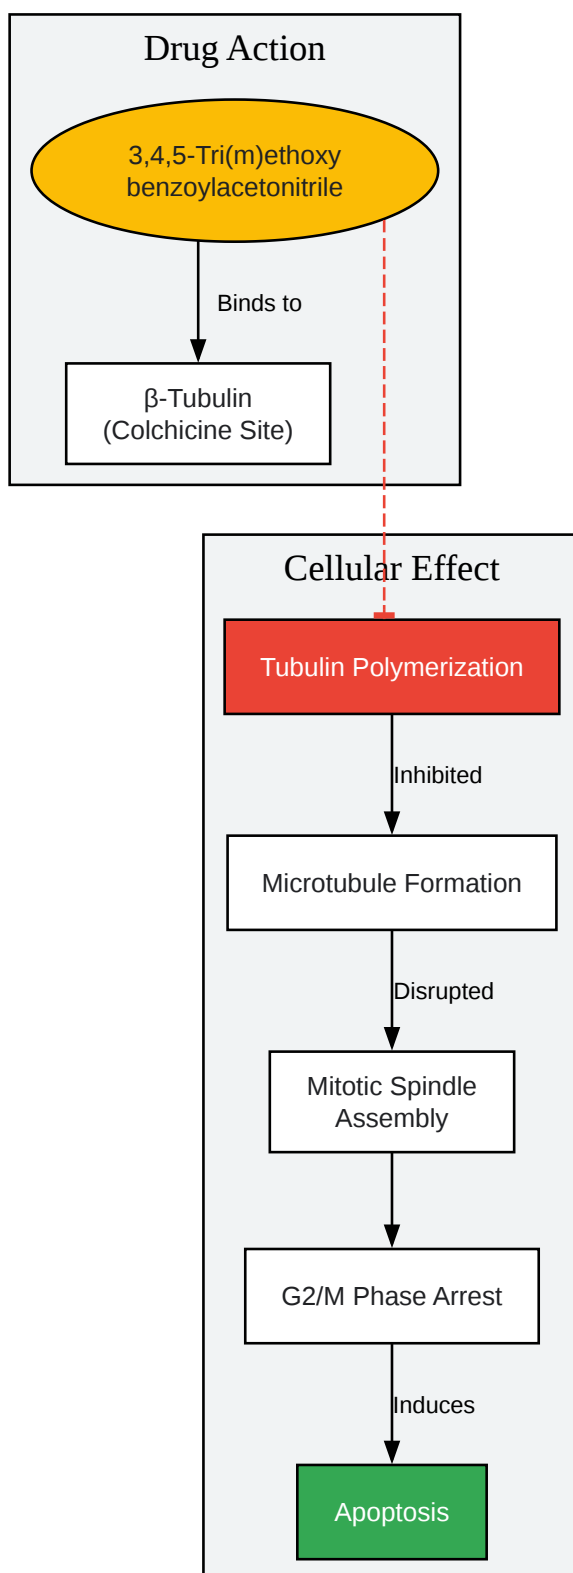 Drug Action
3,4,5-Tri(m)ethoxy
benzoylacetonitrile
Binds to
β-Tubulin
(Colchicine Site)
Cellular Effect
Tubulin Polymerization
Inhibited
Microtubule Formation
Disrupted
Mitotic Spindle
Assembly
G2/M Phase Arrest
Induces
Apoptosis